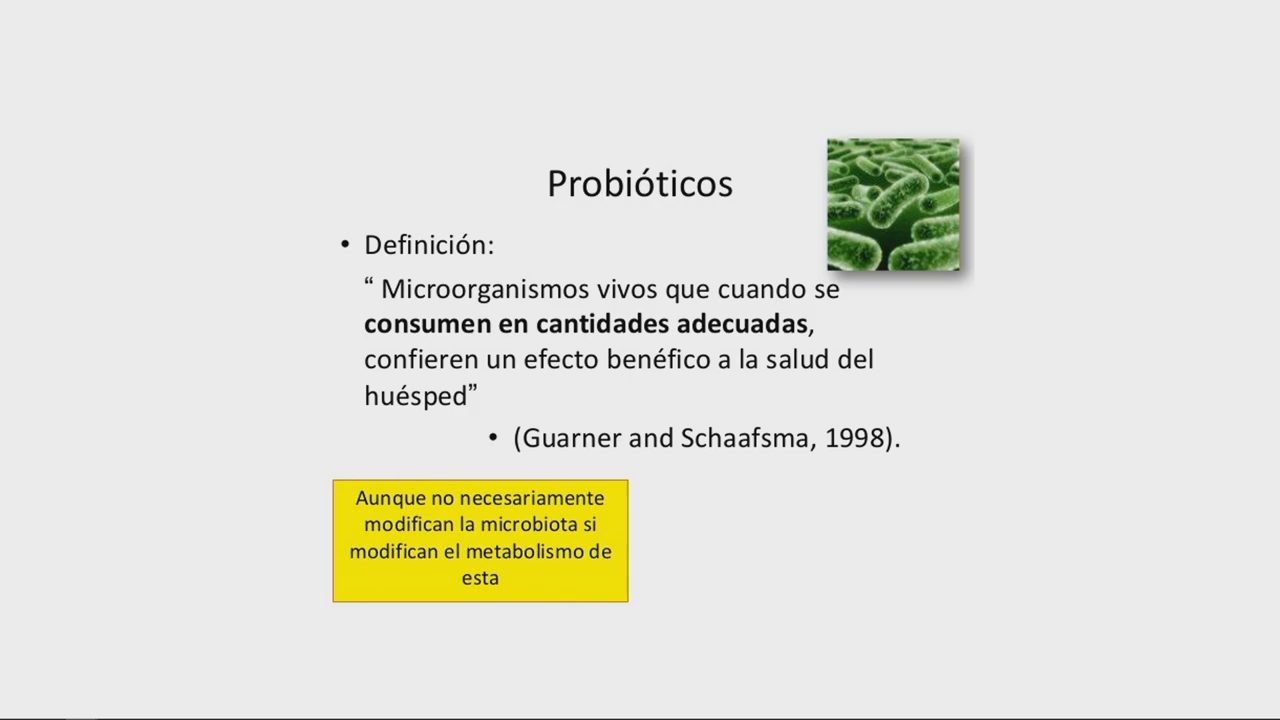 Probióticos
• Definición:
“ Microorganismos vivos que cuando se
consumen en cantidades adecuadas,
confieren un efecto benéfico a la salud del
huésped”
• (Guarner and Schaafsma, 1998).
Aunque no necesariamente
modifican la microbiota si
modifican el metabolismo de
esta